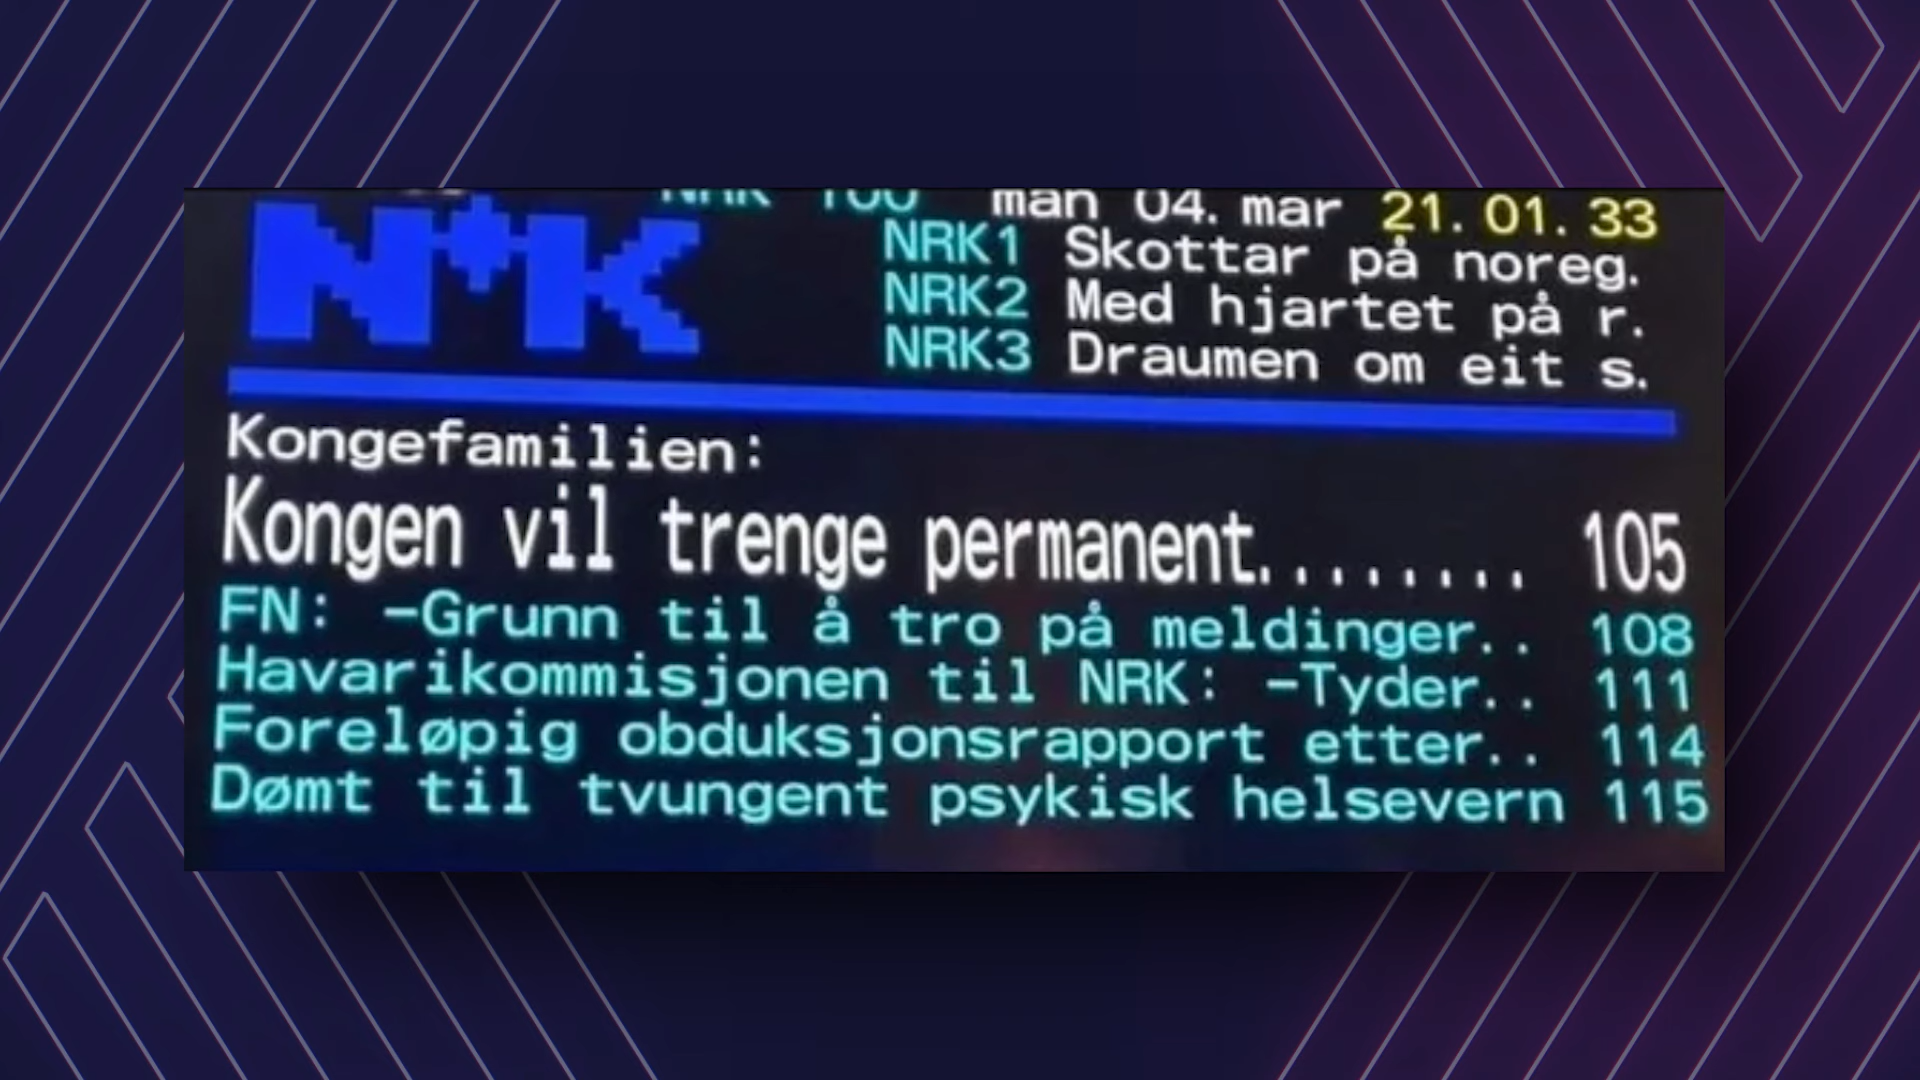 NRK 100 man 04. mar 21.01.33
NRK1 Skottar på noreg.
NRK2 Med hjartet på r.
NRK3 Draumen om eit s.
NRK
Kongefamilien:
Kongen vil trenge permanent........ 105
FN: -Grunn til å tro på meldinger.. 108
Havarikommisjonen til NRK: -Tyder.. 111
Foreløpig obduksjonsrapport etter.. 114
Dømt til tvungent psykisk helsevern 115